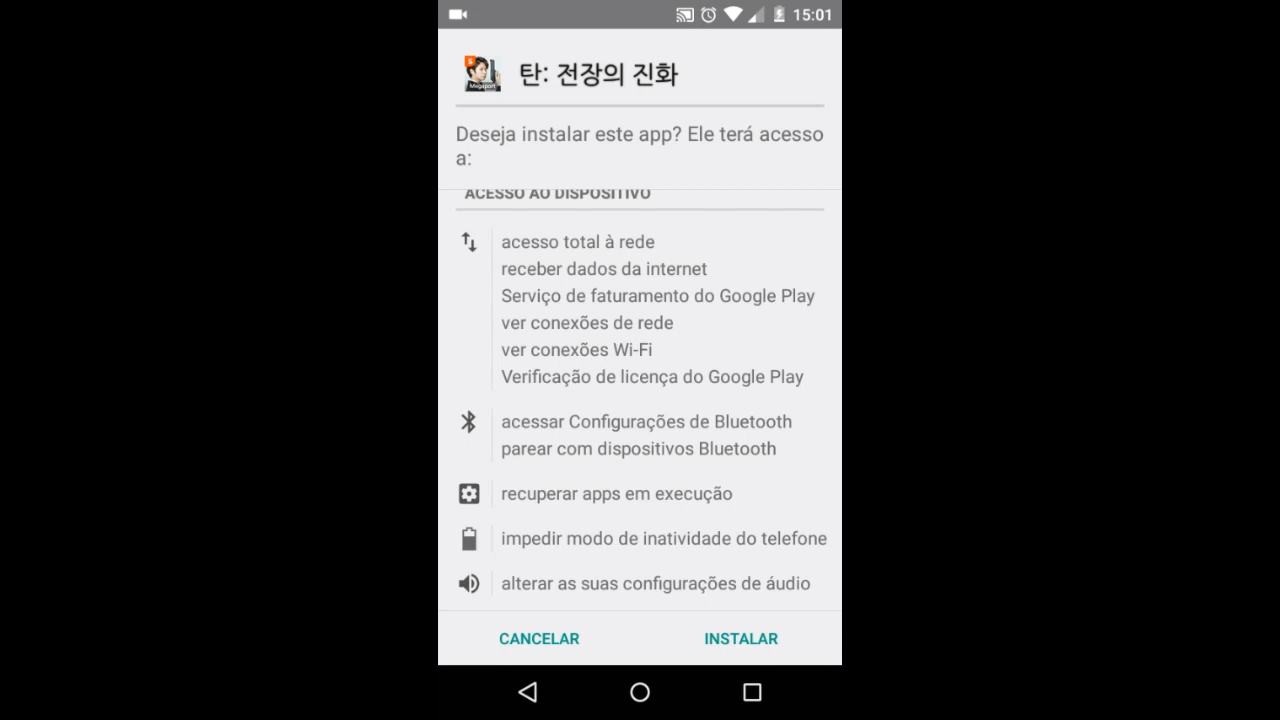 15:01
Megaport
탄: 전장의 진화
Deseja instalar este app? Ele terá acesso
a:
ACESSO AO DISPOSITIVO
acesso total à rede
receber dados da internet
Serviço de faturamento do Google Play
ver conexões de rede
ver conexões Wi-Fi
Verificação de licença do Google Play
acessar Configurações de Bluetooth
parear com dispositivos Bluetooth
recuperar apps em execução
impedir modo de inatividade do telefone
alterar as suas configurações de áudio
CANCELAR
INSTALAR